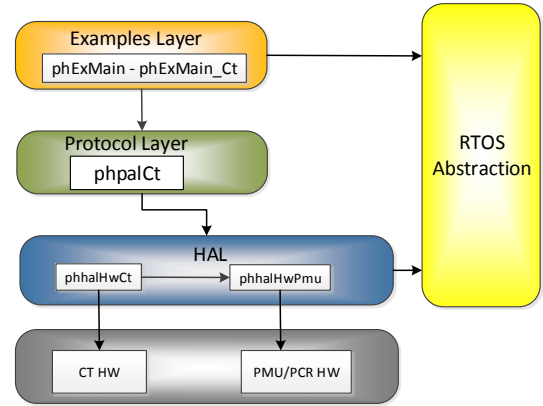 Examples Layer
phExMain - phExMain_Ct
Protocol Layer
phpalCt
RTOS
Abstraction
HAL
phhalHwCt
phhalHwPmu
CT HW
PMU/PCR HW